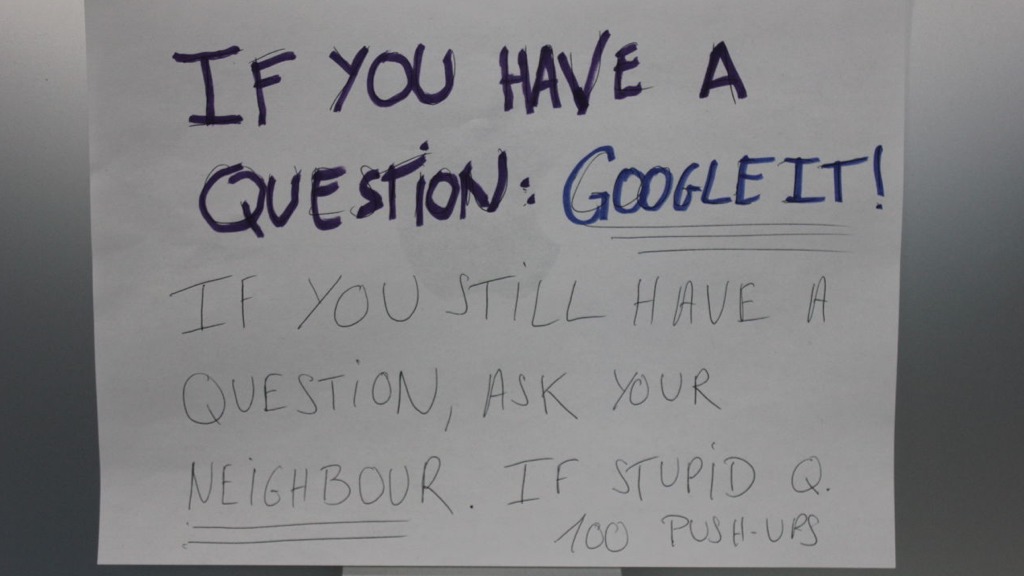 IF YOU HAVE A
QUESTION: GOOGLE IT!
IF YOU STILL HAVE A
QUESTION, ASK YOUR
NEIGHBOUR. IF STUPID Q.
100 PUSH-UPS